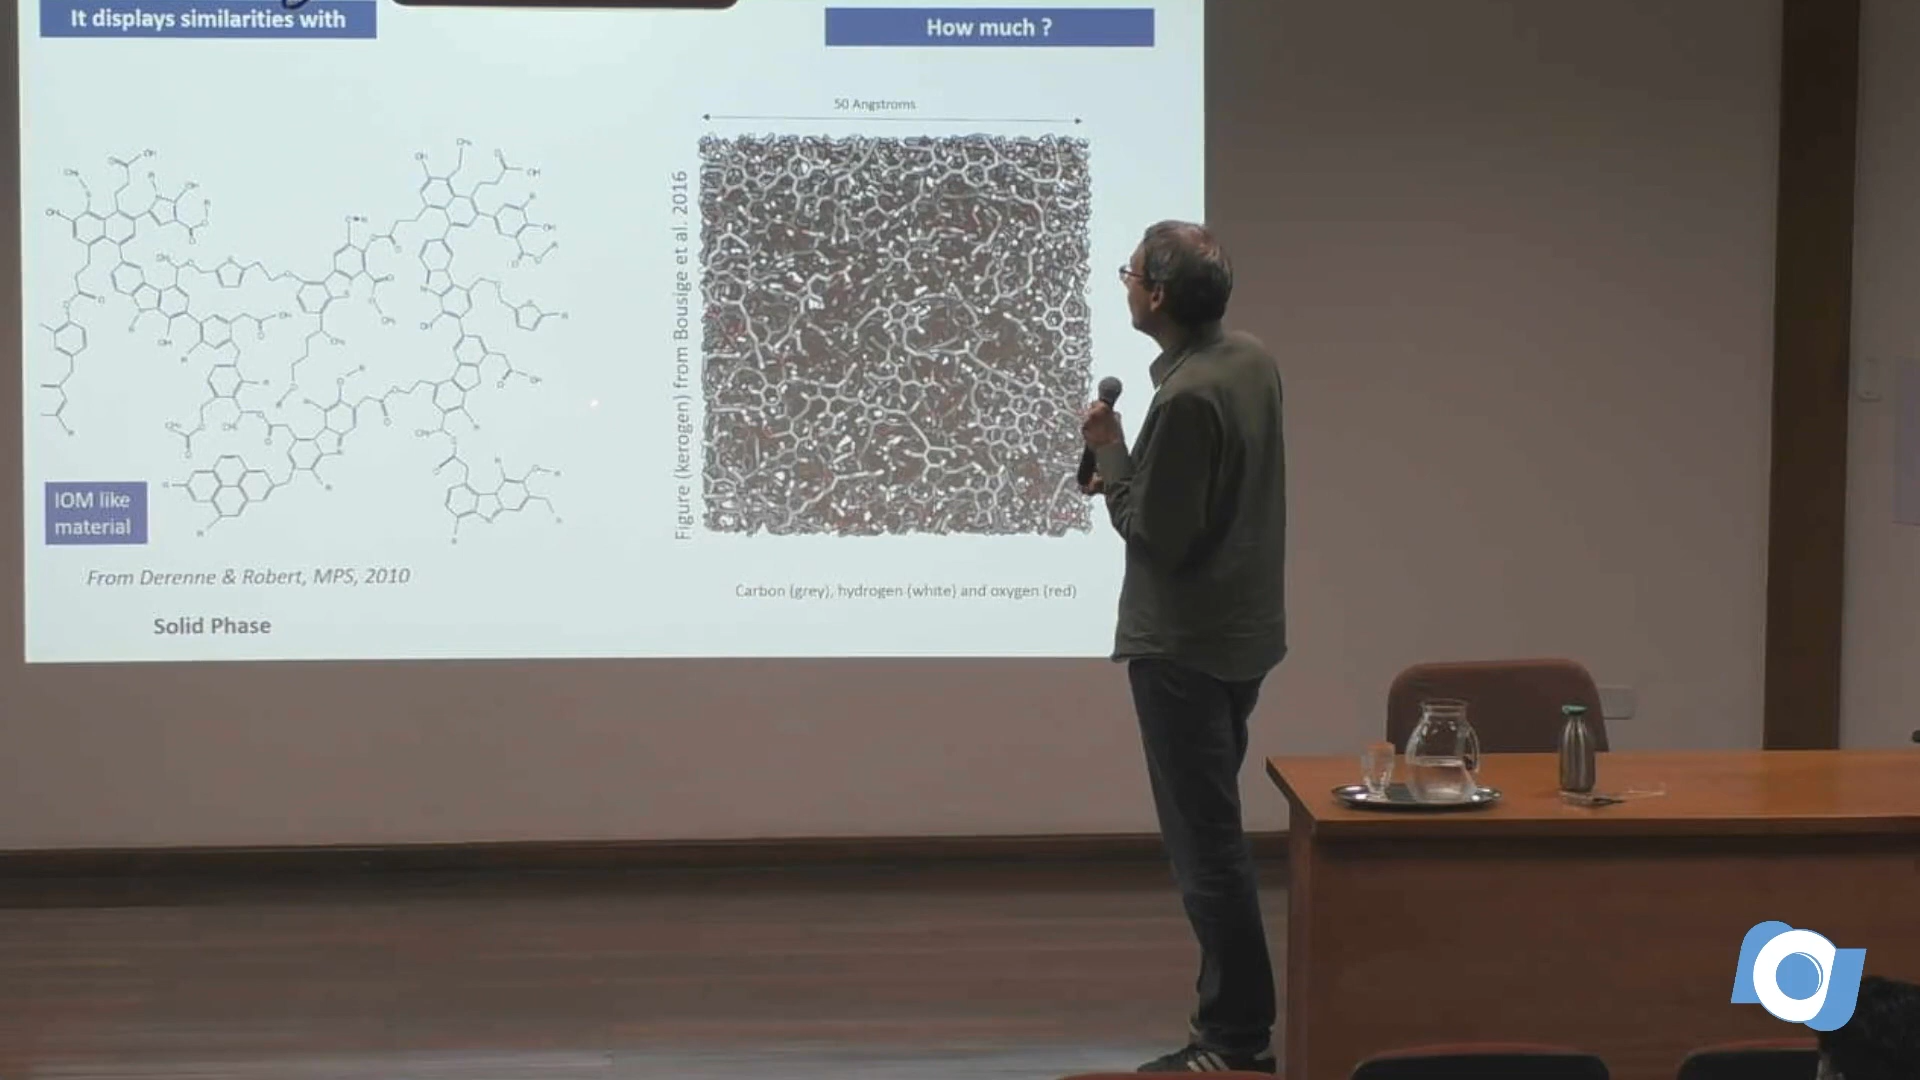 It displays similarities with
How much ?
50 Angstroms
Figure (kerogen) from Bousige et al. 2016
IOM like
material
From Derenne & Robert, MPS, 2010
Solid Phase
Carbon (grey), hydrogen (white) and oxygen (red)